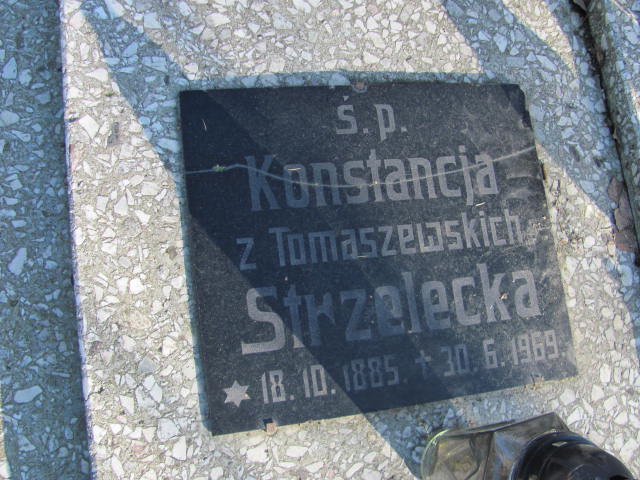 ś.p.
Konstancja
z Tomaszewskich
Strzelecka
* 18.10.1885. + 30.6.1969.